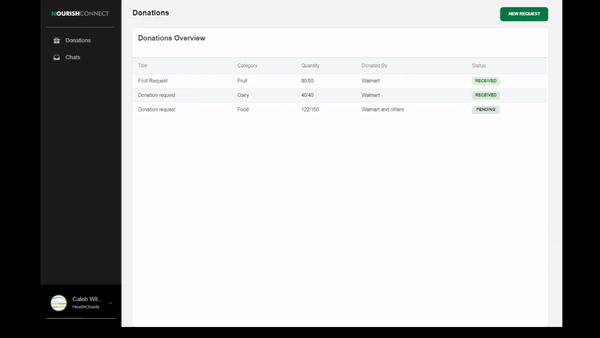 NOURISHCONNECT
Donations
Chats
Donations
NEW REQUEST
Donations Overview
Title Category Quantity Donated By Status
Fruit Request Fruit 80/80 Walmart RECEIVED
Donation request Dairy 40/40 Walmart RECEIVED
Donation request Food 122/150 Walmart and others PENDING
Caleb Wil...
HealthCharity